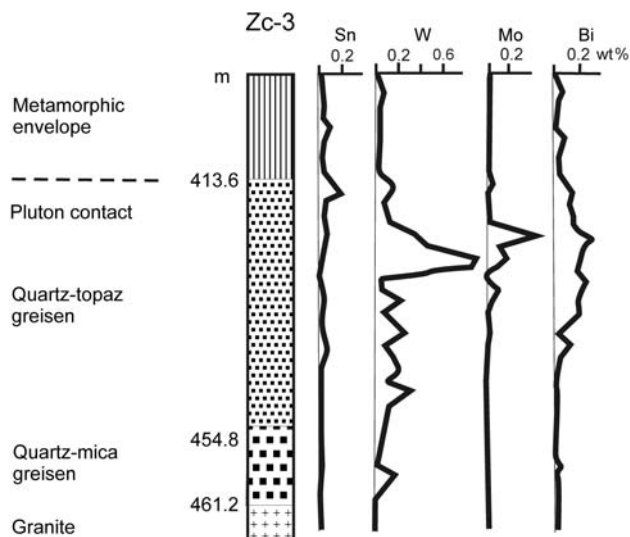 Zc-3
Sn W Mo Bi
0.2 0.2 0.6 0.2 0.2 wt%
m
Metamorphic
envelope
413.6
Pluton contact
Quartz-topaz
greisen
454.8
Quartz-mica
greisen
461.2
Granite